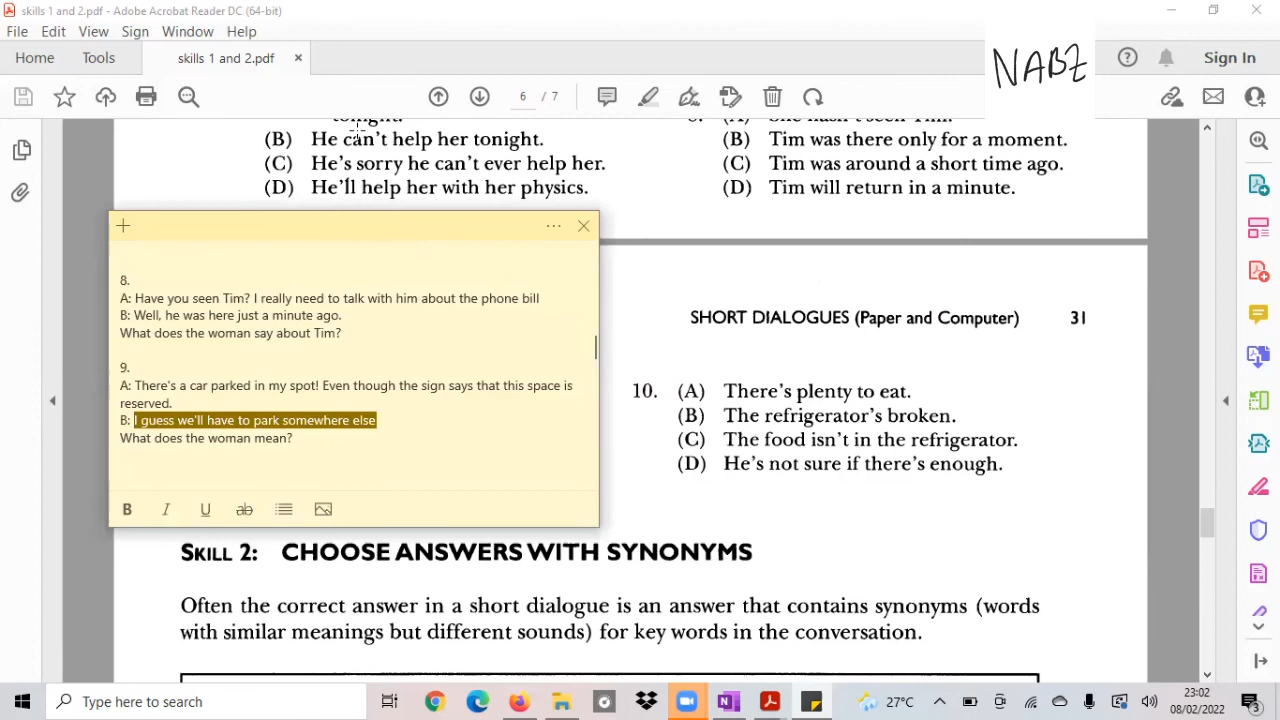 skills 1 and 2.pdf - Adobe Acrobat Reader DC (64-bit)
File Edit View Sign Window Help
Home Tools skills 1 and 2.pdf × Sign In
NABZ
6 / 7
tonight.
(B) He can't help her tonight.
(C) He's sorry he can't ever help her.
(D) He'll help her with her physics.
8. (A) She hasn't seen Tim.
(B) Tim was there only for a moment.
(C) Tim was around a short time ago.
(D) Tim will return in a minute.
8.
A: Have you seen Tim? I really need to talk with him about the phone bill
B: Well, he was here just a minute ago.
What does the woman say about Tim?
9.
A: There's a car parked in my spot! Even though the sign says that this space is
reserved.
B: I guess we'll have to park somewhere else
What does the woman mean?
B I U ab
SHORT DIALOGUES (Paper and Computer) 31
10. (A) There's plenty to eat.
(B) The refrigerator's broken.
(C) The food isn't in the refrigerator.
(D) He's not sure if there's enough.
SKILL 2: CHOOSE ANSWERS WITH SYNONYMS
Often the correct answer in a short dialogue is an answer that contains synonyms (words
with similar meanings but different sounds) for key words in the conversation.
Type here to search
27°C
23:02
08/02/2022
3